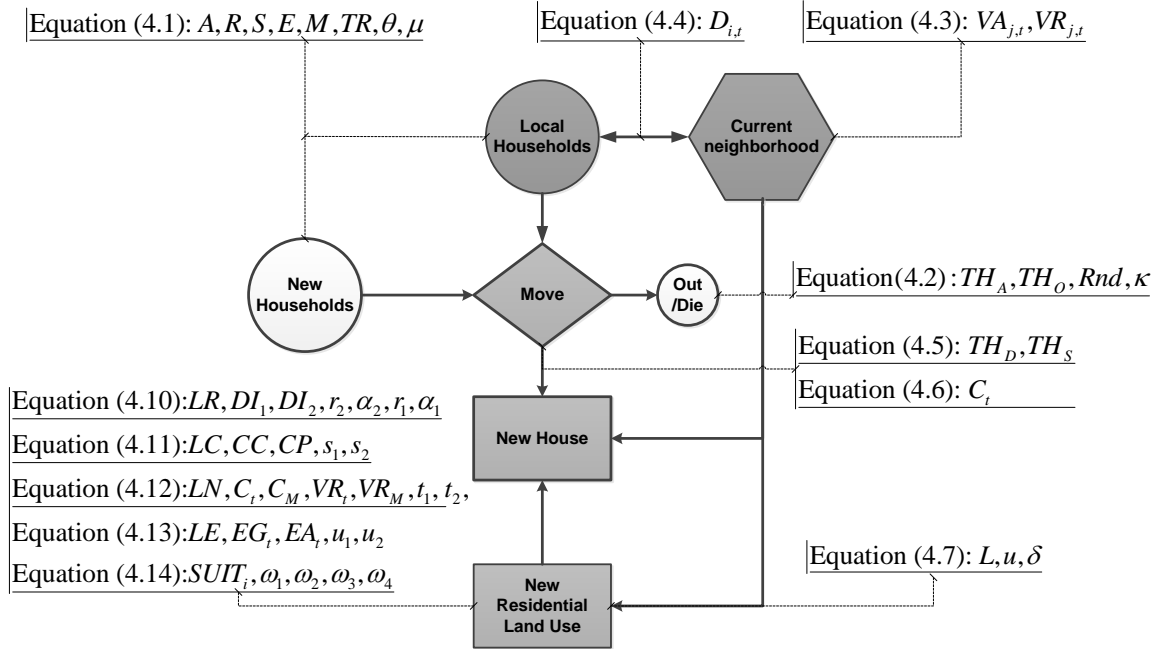 Equation (4.1): A, R, S, E, M, TR, θ, μ
Equation (4.4): D_{i,t}
Equation (4.3): VA_{j,t}, VR_{j,t}
Local
Households
Current
neighborhood
New
Households
Move
Out
/Die
Equation(4.2): TH_A, TH_O, Rnd, κ
Equation (4.5): TH_D, TH_S
Equation (4.6): C_t
Equation (4.10):LR, DI_1, DI_2, r_2, α_2, r_1, α_1
Equation (4.11):LC, CC, CP, s_1, s_2
Equation (4.12):LN, C_t, C_M, VR_t, VR_M, t_1, t_2,
Equation (4.13):LE, EG_t, EA_t, u_1, u_2
Equation (4.14):SUIT_i, ω_1, ω_2, ω_3, ω_4
New House
New
Residential
Land Use
Equation (4.7): L, u, δ